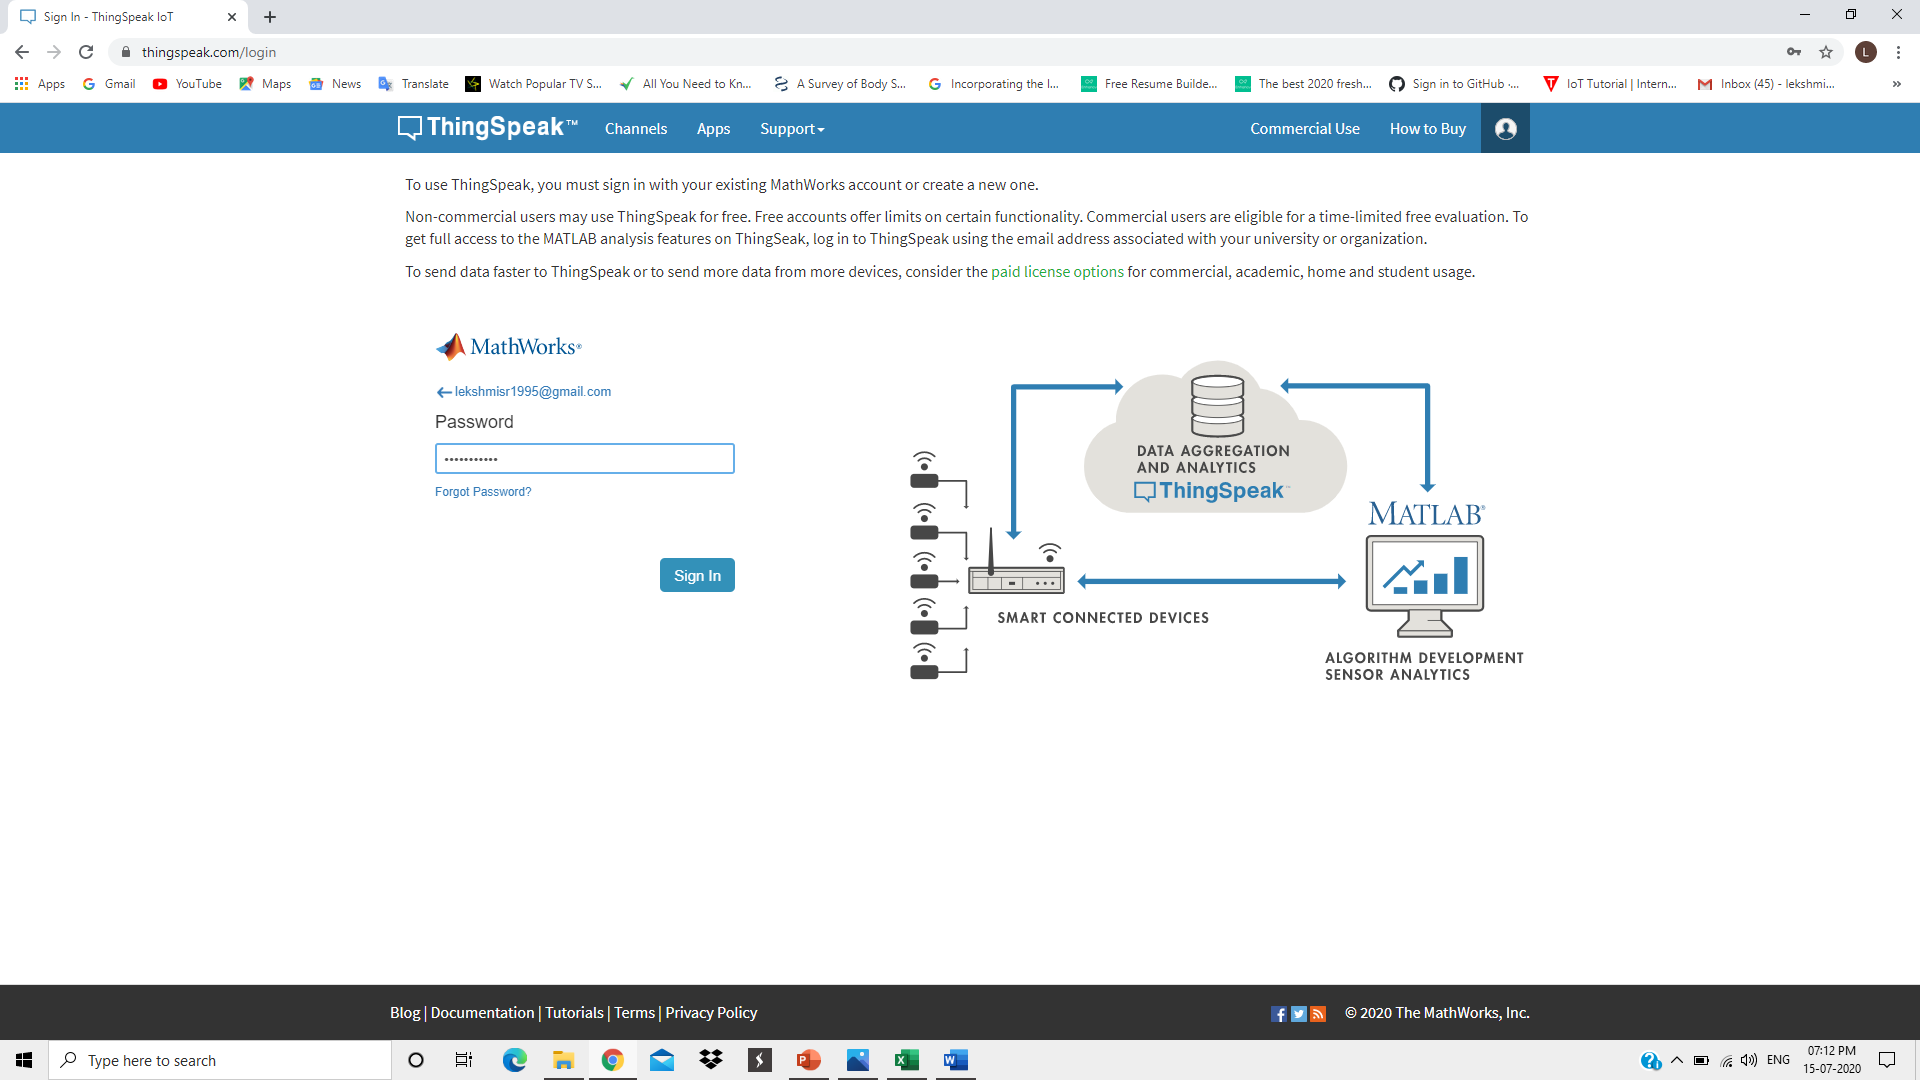 Sign In - ThingSpeak IoT
thingspeak.com/login
L
Apps Gmail YouTube Maps News Translate Watch Popular TV S... All You Need to Kn... A Survey of Body S... Incorporating the I... Free Resume Builde... The best 2020 fresh... Sign in to GitHub ·... IoT Tutorial | Intern... Inbox (45) - lekshmi... »
ThingSpeak™ Channels Apps Support Commercial Use How to Buy
To use ThingSpeak, you must sign in with your existing MathWorks account or create a new one.
Non-commercial users may use ThingSpeak for free. Free accounts offer limits on certain functionality. Commercial users are eligible for a time-limited free evaluation. To
get full access to the MATLAB analysis features on ThingSeak, log in to ThingSpeak using the email address associated with your university or organization.
To send data faster to ThingSpeak or to send more data from more devices, consider the paid license options for commercial, academic, home and student usage.
MathWorks®
lekshmisr1995@gmail.com
Password
•••••••••••
Forgot Password?
Sign In
DATA AGGREGATION
AND ANALYTICS
ThingSpeak™
MATLAB®
SMART CONNECTED DEVICES
ALGORITHM DEVELOPMENT
SENSOR ANALYTICS
Blog | Documentation | Tutorials | Terms | Privacy Policy
© 2020 The MathWorks, Inc.
Type here to search
ENG
07:12 PM
15-07-2020